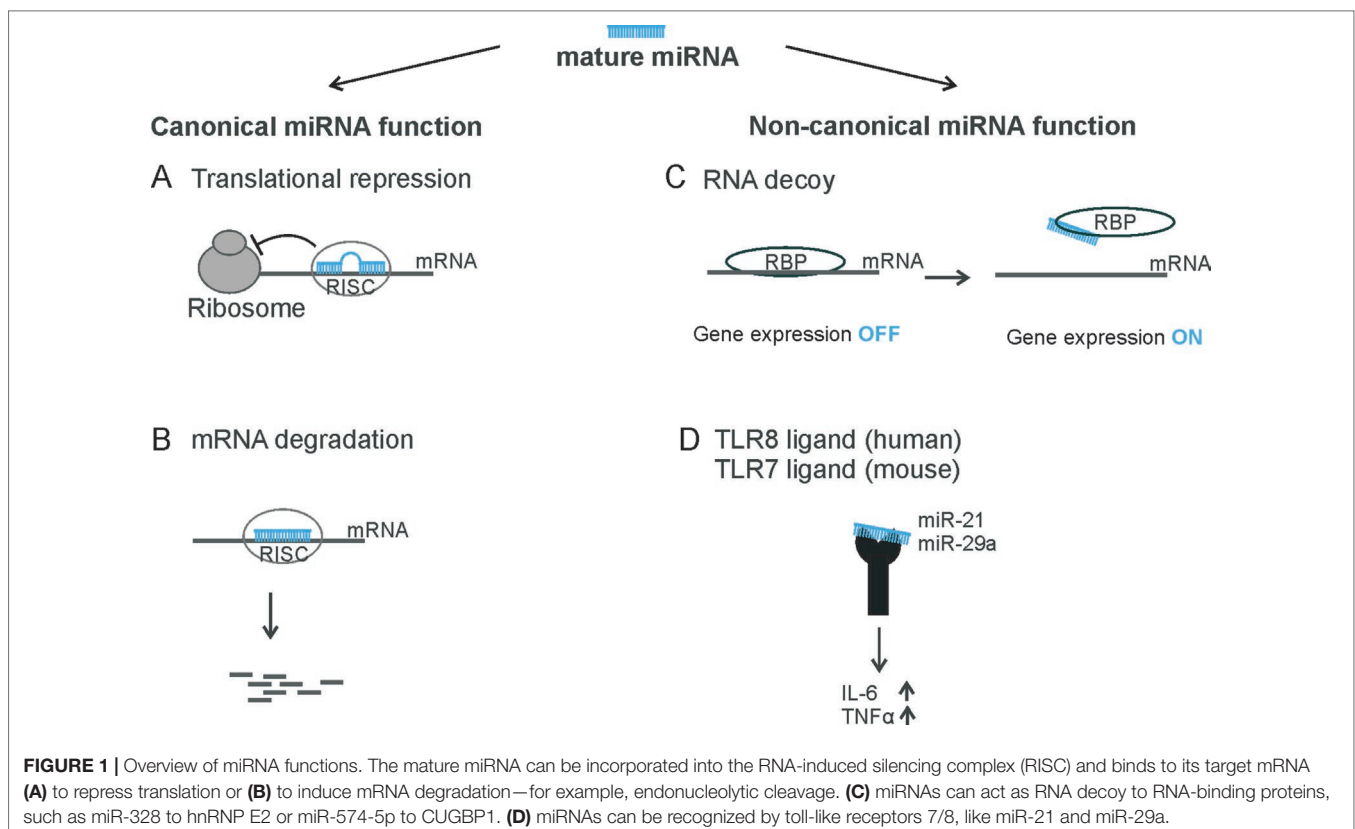 mature miRNA
Canonical miRNA function
Non-canonical miRNA function
A Translational repression
mRNA
RISC
Ribosome
B mRNA degradation
mRNA
RISC
C RNA decoy
RBP
mRNA
RBP
mRNA
Gene expression OFF
Gene expression ON
D TLR8 ligand (human)
TLR7 ligand (mouse)
miR-21
miR-29a
IL-6
TNFα
FIGURE 1 | Overview of miRNA functions. The mature miRNA can be incorporated into the RNA-induced silencing complex (RISC) and binds to its target mRNA
(A) to repress translation or (B) to induce mRNA degradation—for example, endonucleolytic cleavage. (C) miRNAs can act as RNA decoy to RNA-binding proteins,
such as miR-328 to hnRNP E2 or miR-574-5p to CUGBP1. (D) miRNAs can be recognized by toll-like receptors 7/8, like miR-21 and miR-29a.